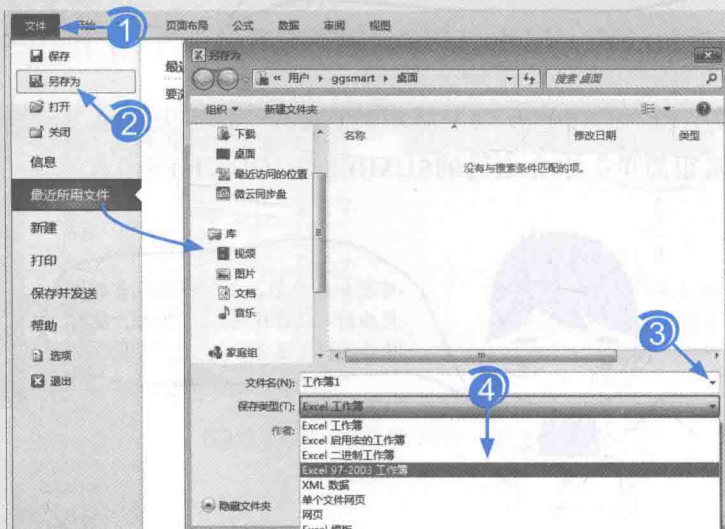 文件 开始 页面布局 公式 数据 审阅 视图
1
保存
另存为
2
打开
关闭
信息
最近所用文件
新建
打印
保存并发送
帮助
选项
退出
另存为
« 用户 ▸ ggsmart ▸ 桌面
搜索 桌面
组织 新建文件夹
下载
桌面
最近访问的位置
微云同步盘
库
视频
图片
文档
音乐
家庭组
名称 修改日期 类型
没有与搜索条件匹配的项。
3
文件名(N): 工作簿1
保存类型(T): Excel 工作簿
4
作者:
Excel 工作簿
Excel 启用宏的工作簿
Excel 二进制工作簿
Excel 97-2003 工作簿
XML 数据
单个文件网页
网页
Excel 模板
隐藏文件夹